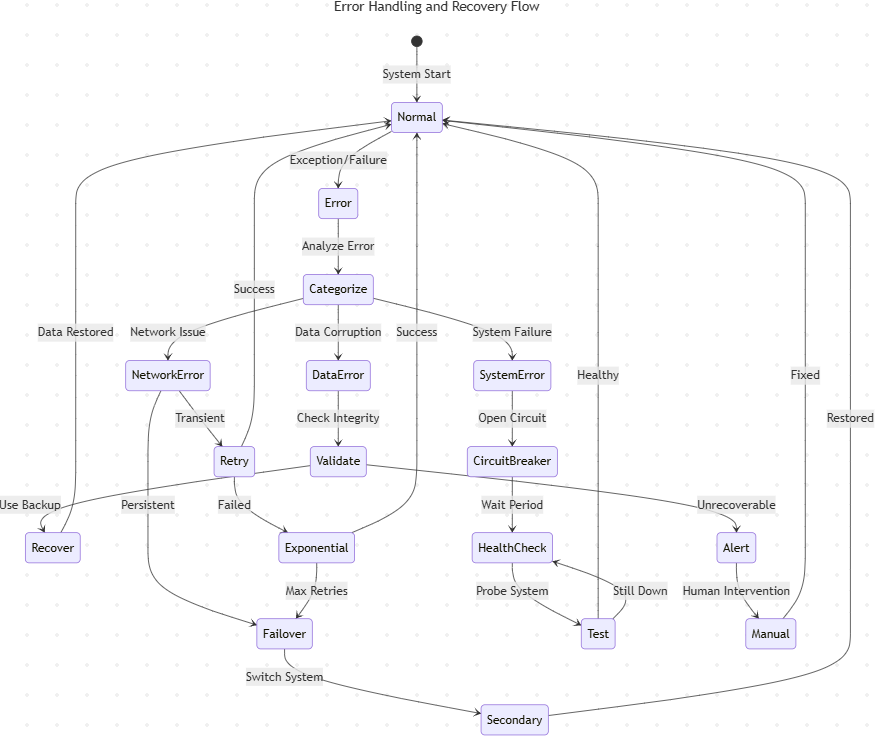 Error Handling and Recovery Flow
System Start
Normal
Exception/Failure
Error
Analyze Error
Categorize
Success
Data Restored
Network Issue
Data Corruption
Success
System Failure
NetworkError
DataError
SystemError
Healthy
Fixed
Transient
Check Integrity
Open Circuit
Restored
Retry
Validate
CircuitBreaker
Use Backup
Persistent
Failed
Wait Period
Unrecoverable
Recover
Exponential
HealthCheck
Alert
Max Retries
Probe System
Still Down
Human Intervention
Failover
Test
Manual
Switch System
Secondary